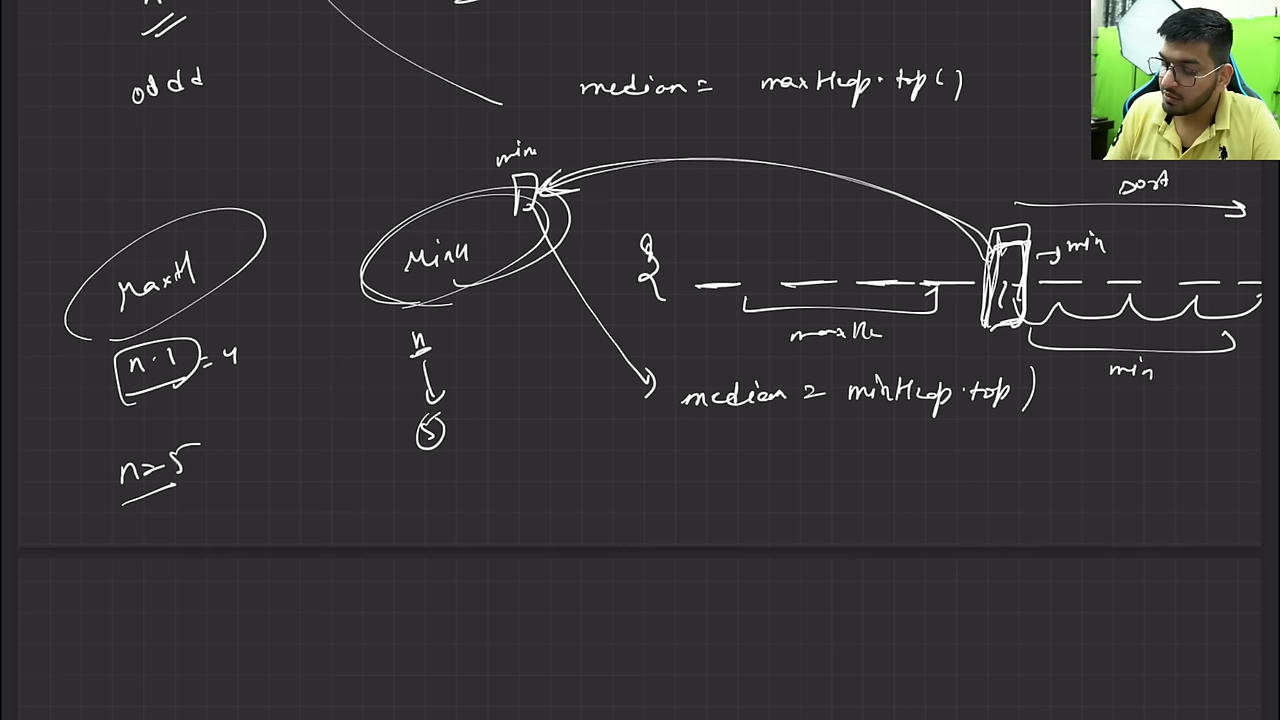 odd d
median = maxHeap.top()
min
sort
MaxH
MinH
min
n-1 = 4
n
maxHe
min
5
median = minHeap.top)
n = 5